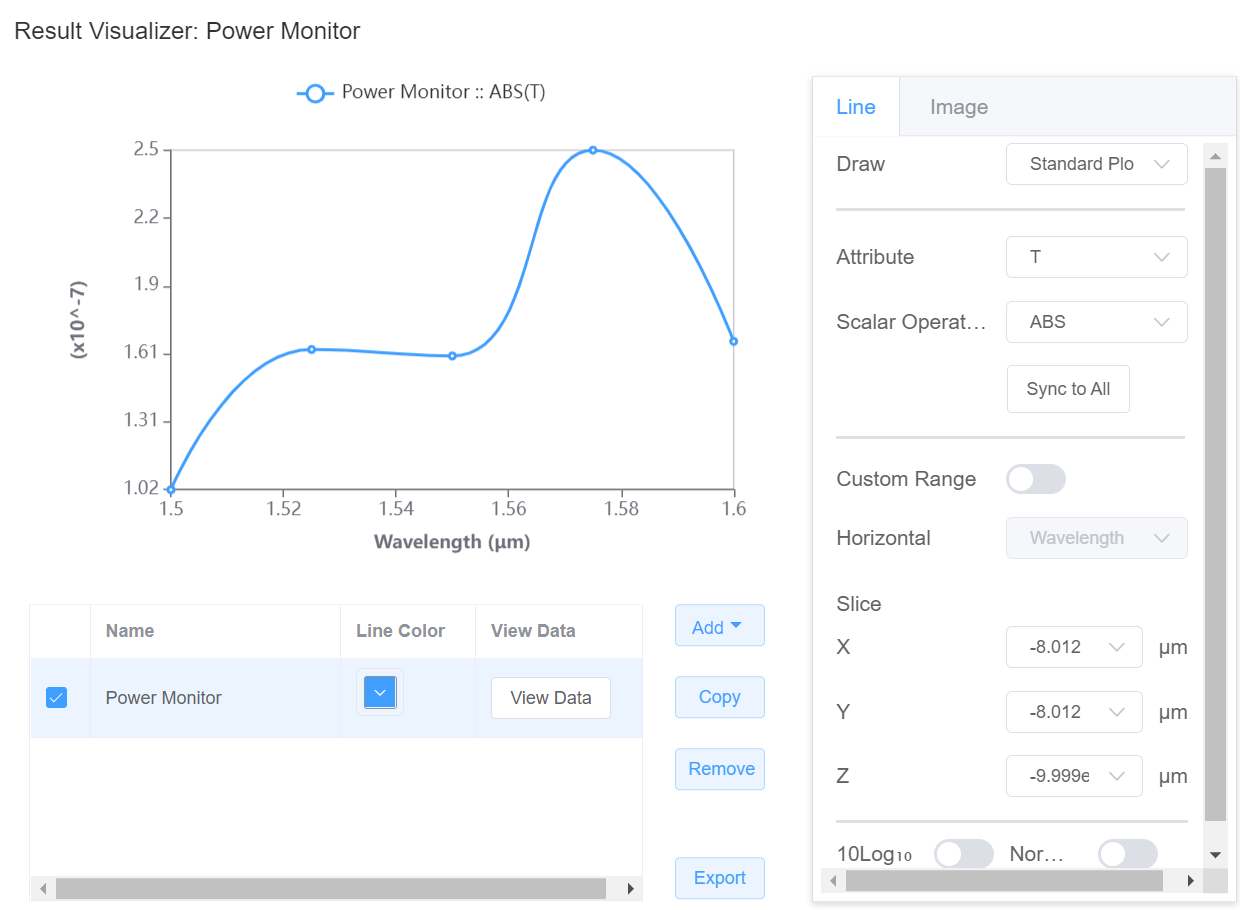 Result Visualizer: Power Monitor
Power Monitor :: ABS(T)
2.5
2.2
1.9
1.61
1.31
1.02
(x10^-7)
1.5 1.52 1.54 1.56 1.58 1.6
Wavelength (μm)
Name Line Color View Data
Power Monitor View Data
Add
Copy
Remove
Export
Line Image
Draw Standard Plo
Attribute T
Scalar Operat... ABS
Sync to All
Custom Range
Horizontal Wavelength
Slice
X -8.012 μm
Y -8.012 μm
Z -9.999e μm
10Log₁₀ Nor...